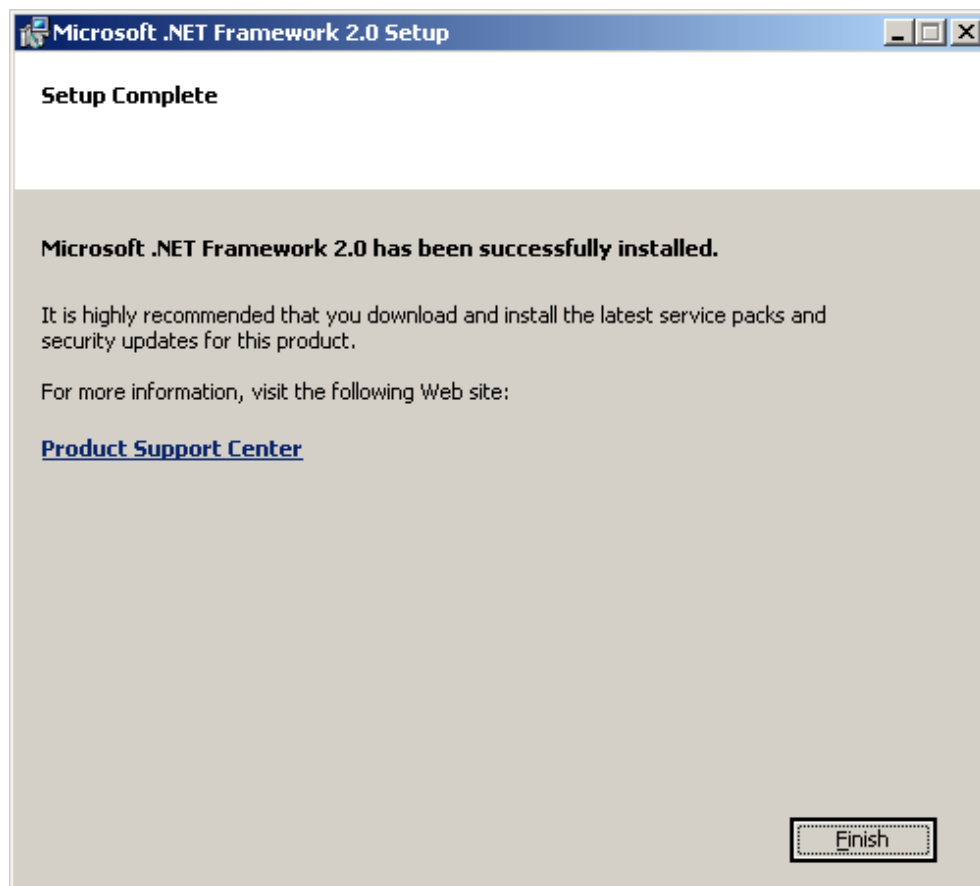 Microsoft .NET Framework 2.0 Setup
Setup Complete
Microsoft .NET Framework 2.0 has been successfully installed.
It is highly recommended that you download and install the latest service packs and
security updates for this product.
For more information, visit the following Web site:
Product Support Center
Finish